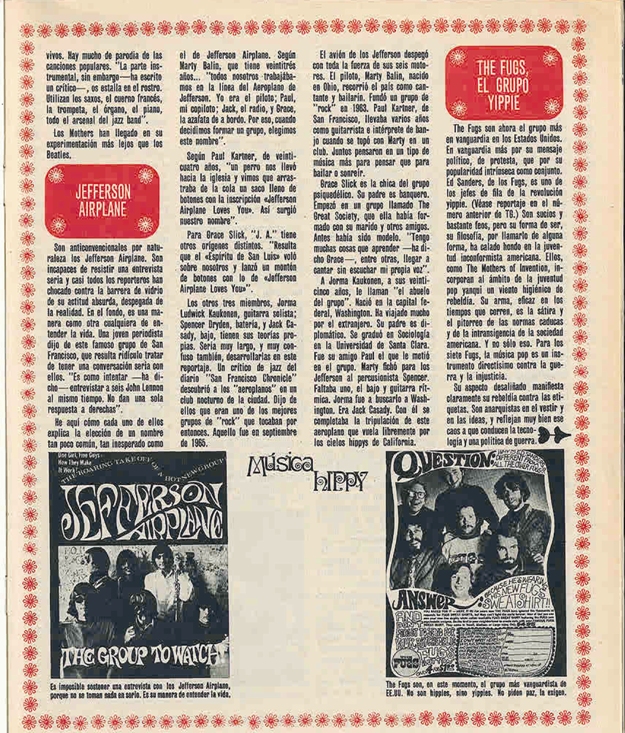 vivos. Hay mucho de parodia de las
canciones populares. "La parte ins-
trumental, sin embargo —ha escrito
un crítico—, os estalla en el rostro.
Utilizan los saxos, el cuerno francés,
la trompeta, el órgano, el piano,
todo el arsenal del jazz band".
Los Mothers han llegado en su
experimentación más lejos que los
Beatles.
JEFFERSON
AIRPLANE
Son anticonvencionales por natu-
raleza los Jefferson Airplane. Son
incapaces de resistir una entrevista
seria y casi todos los reporteros han
chocado contra la barrera de vidrio
de su actitud absurda, despegada de
la realidad. En el fondo, es una ma-
nera como otra cualquiera de en-
tender la vida. Una joven periodista
dijo de este famoso grupo de San
Francisco, que resulta ridículo tratar
de tener una conversación seria con
ellos. "Es como intentar —ha di-
cho— entrevistar a seis John Lennon
al mismo tiempo. No dan una sola
respuesta a derechas".
He aquí cómo cada uno de ellos
explica la elección de un nombre
tan poco común, tan inesperado como
el de Jefferson Airplane. Según
Marty Balin, que tiene veintitrés
años... "todos nosotros trabajába-
mos en la línea del Aeroplano de
Jefferson. Yo era el piloto; Paul,
mi copiloto; Jack, el radio, y Grace,
la azafata de a bordo. Por eso, cuando
decidimos formar un grupo, elegimos
este nombre".
Según Paul Kartner, de veinti-
cuatro años, "un perro nos llevó
hacia la iglesia y vimos que arras-
traba de la cola un saco lleno de
botones con la inscripción «Jefferson
Airplane Loves You». Así surgió
nuestro nombre".
Para Grace Slick, "J. A." tiene
otros orígenes distintos. "Resulta
que el «Espíritu de San Luis» voló
sobre nosotros y lanzó un montón
de botones con lo de «Jefferson
Airplane Loves You».
Los otros tres miembros, Jorma
Ludwick Kaukonen, guitarra solista;
Spencer Dryden, batería, y Jack Ca-
sady, bajo, tienen sus teorías pro-
pias. Sería muy largo, y muy con-
fuso también, desarrollarlas en este
reportaje. Un crítico de jazz del
diario "San Francisco Chronicle"
descubrió a los "aeroplanos" en un
club nocturno de la ciudad. Dijo de
ellos que eran uno de los mejores
grupos de "rock" que tocaban por
entonces. Aquello fue en septiembre
de 1965.
El avión de los Jefferson despegó
con toda la fuerza de sus seis moto-
res. El piloto, Marty Balin, nacido
en Ohio, recorrió el país como can-
tante y bailarín. Fundó un grupo de
"rock" en 1963. Paul Kartner, de
San Francisco, llevaba varios años
como guitarrista e intérprete de ban-
jo cuando se topó con Marty en un
club. Juntos pensaron en un tipo de
música más para pensar que para
bailar o sonreír.
Grace Slick es la chica del grupo
psiquedélico. Su padre es banquero.
Empezó en un grupo llamado The
Great Society, que ella había for-
mado con su marido y otros amigos.
Antes había sido modelo. "Tengo
muchas cosas que aprender —ha di-
cho Grace—, entre otras, llegar a
cantar sin escuchar mi propia voz".
A Jorma Kaukonen, a sus veinti-
cinco años, le llaman "el abuelo
del grupo". Nació en la capital fe-
deral, Washington. Ha viajado mucho
por el extranjero. Su padre es di-
plomático. Se graduó en Sociología
en la Universidad de Santa Clara.
Fue su amigo Paul el que le metió
en el grupo. Marty fichó para los
Jefferson al percusionista Spencer.
Faltaba uno, el bajo y guitarra rít-
mica. Jorma fue a buscarlo a Wash-
ington. Era Jack Casady. Con él se
completaba la tripulación de este
aeroplano que vuela libremente por
los cielos hippys de California.
THE FUGS,
EL GRUPO
YIPPIE
The Fugs son ahora el grupo más
en vanguardia en los Estados Unidos.
En vanguardia más por su mensaje
político, de protesta, que por su
popularidad intrínseca como conjunto.
Ed Sanders, de los Fugs, es uno de
los jefes de fila de la revolución
yippie. (Véase reportaje en el nú-
mero anterior de TG.) Son sucios y
bastante feos, pero su forma de ser,
su filosofía, por llamarlo de alguna
forma, ha calado hondo en la juven-
tud inconformista americana. Ellos,
como The Mothers of Invention, in-
corporan al ámbito de la juventud
pop yanqui un viento higiénico de
rebeldía. Su arma, eficaz en los
tiempos que corren, es la sátira y
el pitorreo de las normas caducas
y de la intransigencia de la sociedad
americana. Y no sólo eso. Para los
siete Fugs, la música pop es un ins-
trumento directísimo contra la gue-
rra y la injusticia.
Su aspecto desaliñado manifiesta
claramente su rebeldía contra las eti-
quetas. Son anarquistas en el vestir y
en las ideas, y reflejan muy bien ese
caos a que conducen la tecno-
logía y una política de guerra.
One Girl, Five Guys-
Now They Make
It Work!
THE ROARING TAKE OFF OF A HOT NEW GROUP
JEFFERSON
AIRPLANE
THE GROUP TO WATCH
Es imposible sostener una entrevista con los Jefferson Airplane,
porque no se toman nada en serio. Es su manera de entender la vida.
Música
hippy
QUESTION:
ALL THE OTHER FUGS?
ANSWER:
BECAUSE HE'S WEARING
NEW FUGS
SWEATSHIRT!!
AND
FUGS
The Fugs son, en este momento, el grupo más vanguardista de
EE.UU. No son hippies, sino yippies. No piden paz, la exigen.